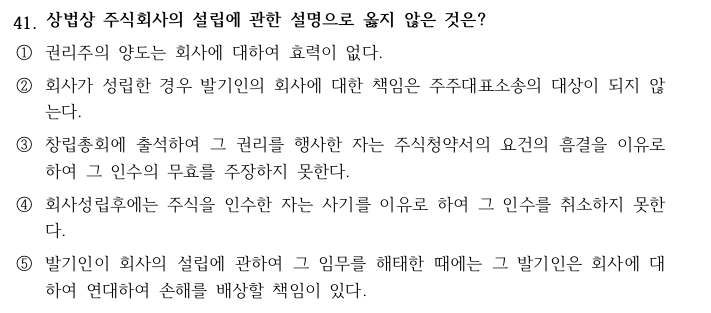 41. 상법상 주식회사의 설립에 관한 설명으로 옳지 않은 것은?
① 권리주의 양도는 회사에 대하여 효력이 없다.
② 회사가 성립한 경우 발기인의 회사에 대한 책임은 주주대표소송의 대상이 되지 않
는다.
③ 창립총회에 출석하여 그 권리를 행사한 자는 주식청약서의 요건의 흠결을 이유로
하여 그 인수의 무효를 주장하지 못한다.
④ 회사성립후에는 주식을 인수한 자는 사기를 이유로 하여 그 인수를 취소하지 못한
다.
⑤ 발기인이 회사의 설립에 관하여 그 임무를 해태한 때에는 그 발기인은 회사에 대
하여 연대하여 손해를 배상할 책임이 있다.